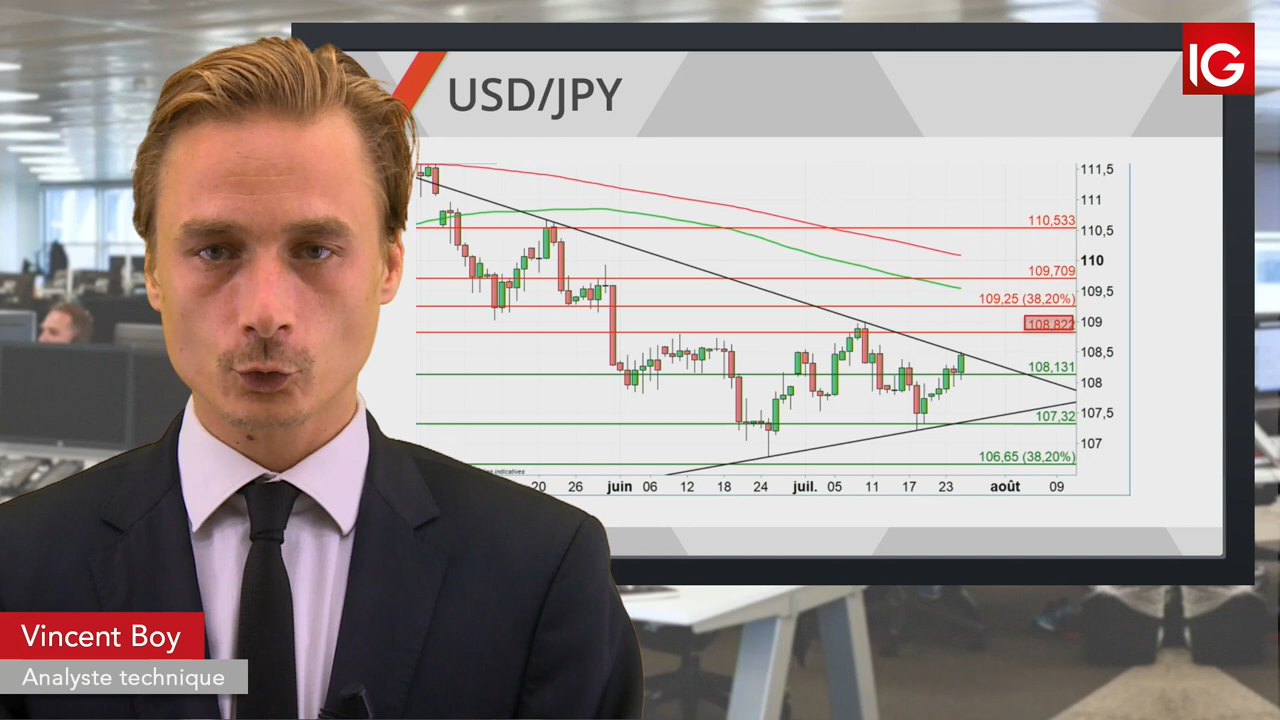 IG
USD/JPY
111,5
111
110,533
110,5
110
109,709
109,5
109,25 (38,20%)
109
108,822
108,5
108,131
108
107,5
107,32
107
106,65 (38,20%)
indicatives
20 26 juin 06 12 18 24 juil. 05 11 17 23 août 09
Vincent Boy
Analyste technique